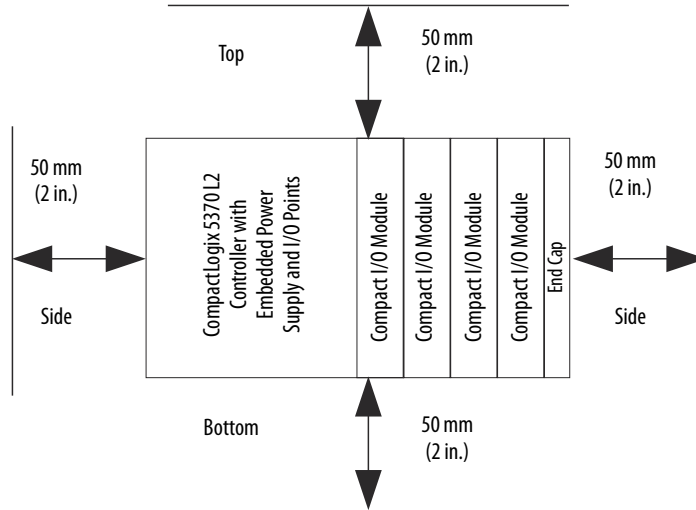 Top
50 mm
(2 in.)
50 mm
(2 in.)
Side
CompactLogix 5370 L2
Controller with
Embedded Power
Supply and I/O Points
Compact I/O Module
Compact I/O Module
Compact I/O Module
Compact I/O Module
End Cap
50 mm
(2 in.)
Side
Bottom
50 mm
(2 in.)